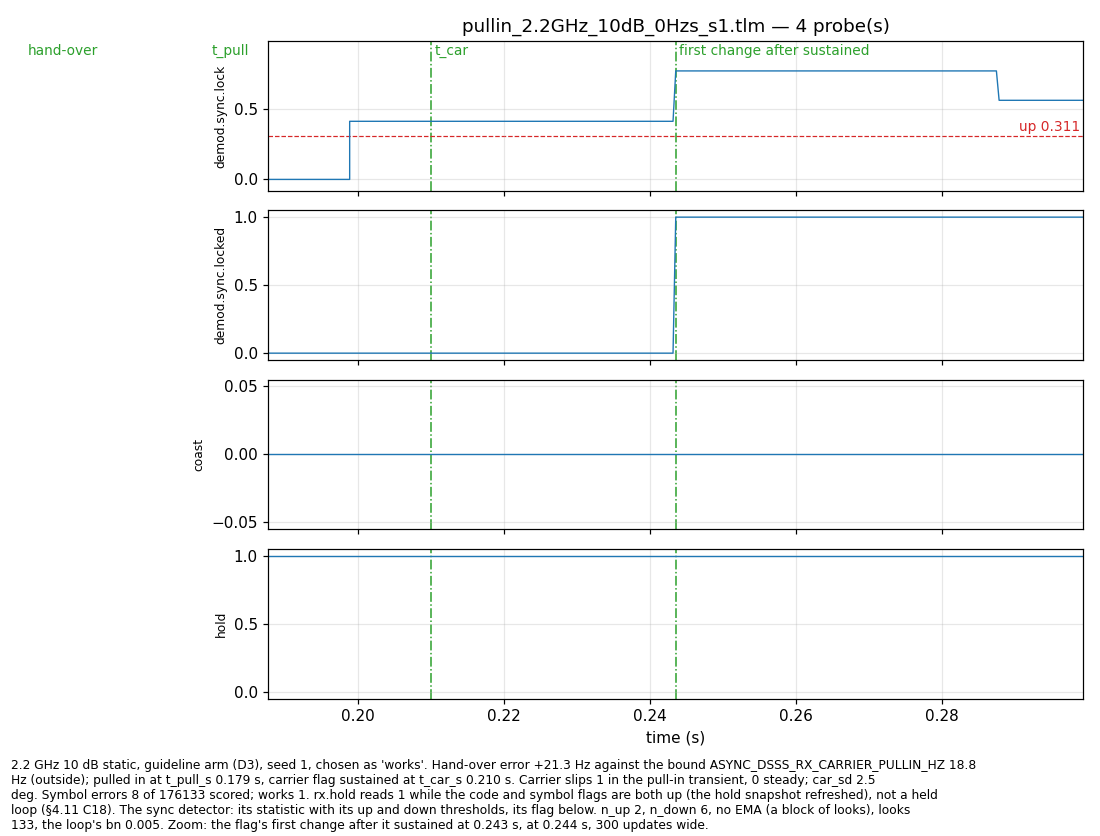 pullin_2.2GHz_10dB_0Hzs_s1.tlm — 4 probe(s)
hand-over t_pull t_car first change after sustained
demod.sync.lock
0.5
0.0
up 0.311
demod.sync.locked
1.0
0.5
0.0
coast
0.05
0.00
−0.05
hold
1.0
0.5
0.0
0.20 0.22 0.24 0.26 0.28
time (s)
2.2 GHz 10 dB static, guideline arm (D3), seed 1, chosen as 'works'. Hand-over error +21.3 Hz against the bound ASYNC_DSSS_RX_CARRIER_PULLIN_HZ 18.8
Hz (outside); pulled in at t_pull_s 0.179 s, carrier flag sustained at t_car_s 0.210 s. Carrier slips 1 in the pull-in transient, 0 steady; car_sd 2.5
deg. Symbol errors 8 of 176133 scored; works 1. rx.hold reads 1 while the code and symbol flags are both up (the hold snapshot refreshed), not a held
loop (§4.11 C18). The sync detector: its statistic with its up and down thresholds, its flag below. n_up 2, n_down 6, no EMA (a block of looks), looks
133, the loop's bn 0.005. Zoom: the flag's first change after it sustained at 0.243 s, at 0.244 s, 300 updates wide.